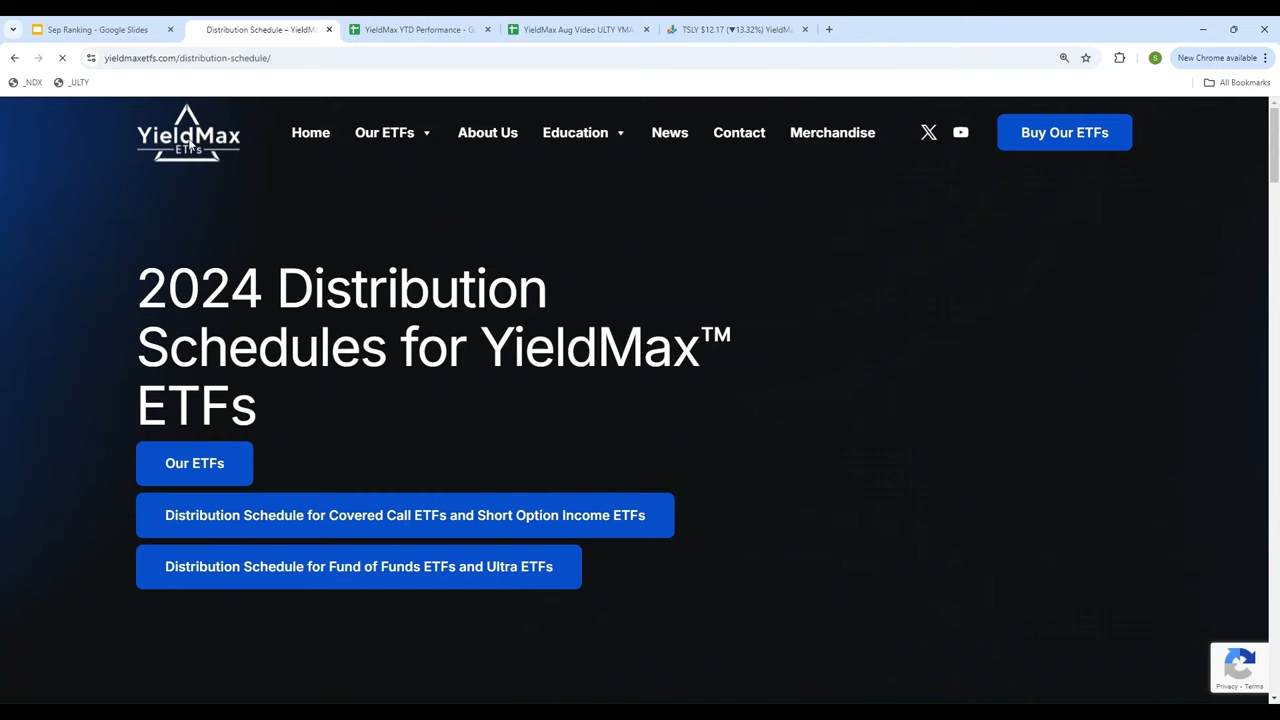 Sep Ranking - Google Slides
Distribution Schedule – YieldM
YieldMax YTD Performance - G
YieldMax Aug Video ULTY YMA
TSLY $12.17 (▼13.32%) YieldM
yieldmaxetfs.com/distribution-schedule/
S
New Chrome available
_NDX
_ULTY
All Bookmarks
YieldMax
ETFs
Home
Our ETFs
About Us
Education
News
Contact
Merchandise
Buy Our ETFs
2024 Distribution
Schedules for YieldMax™
ETFs
Our ETFs
Distribution Schedule for Covered Call ETFs and Short Option Income ETFs
Distribution Schedule for Fund of Funds ETFs and Ultra ETFs
Privacy - Terms